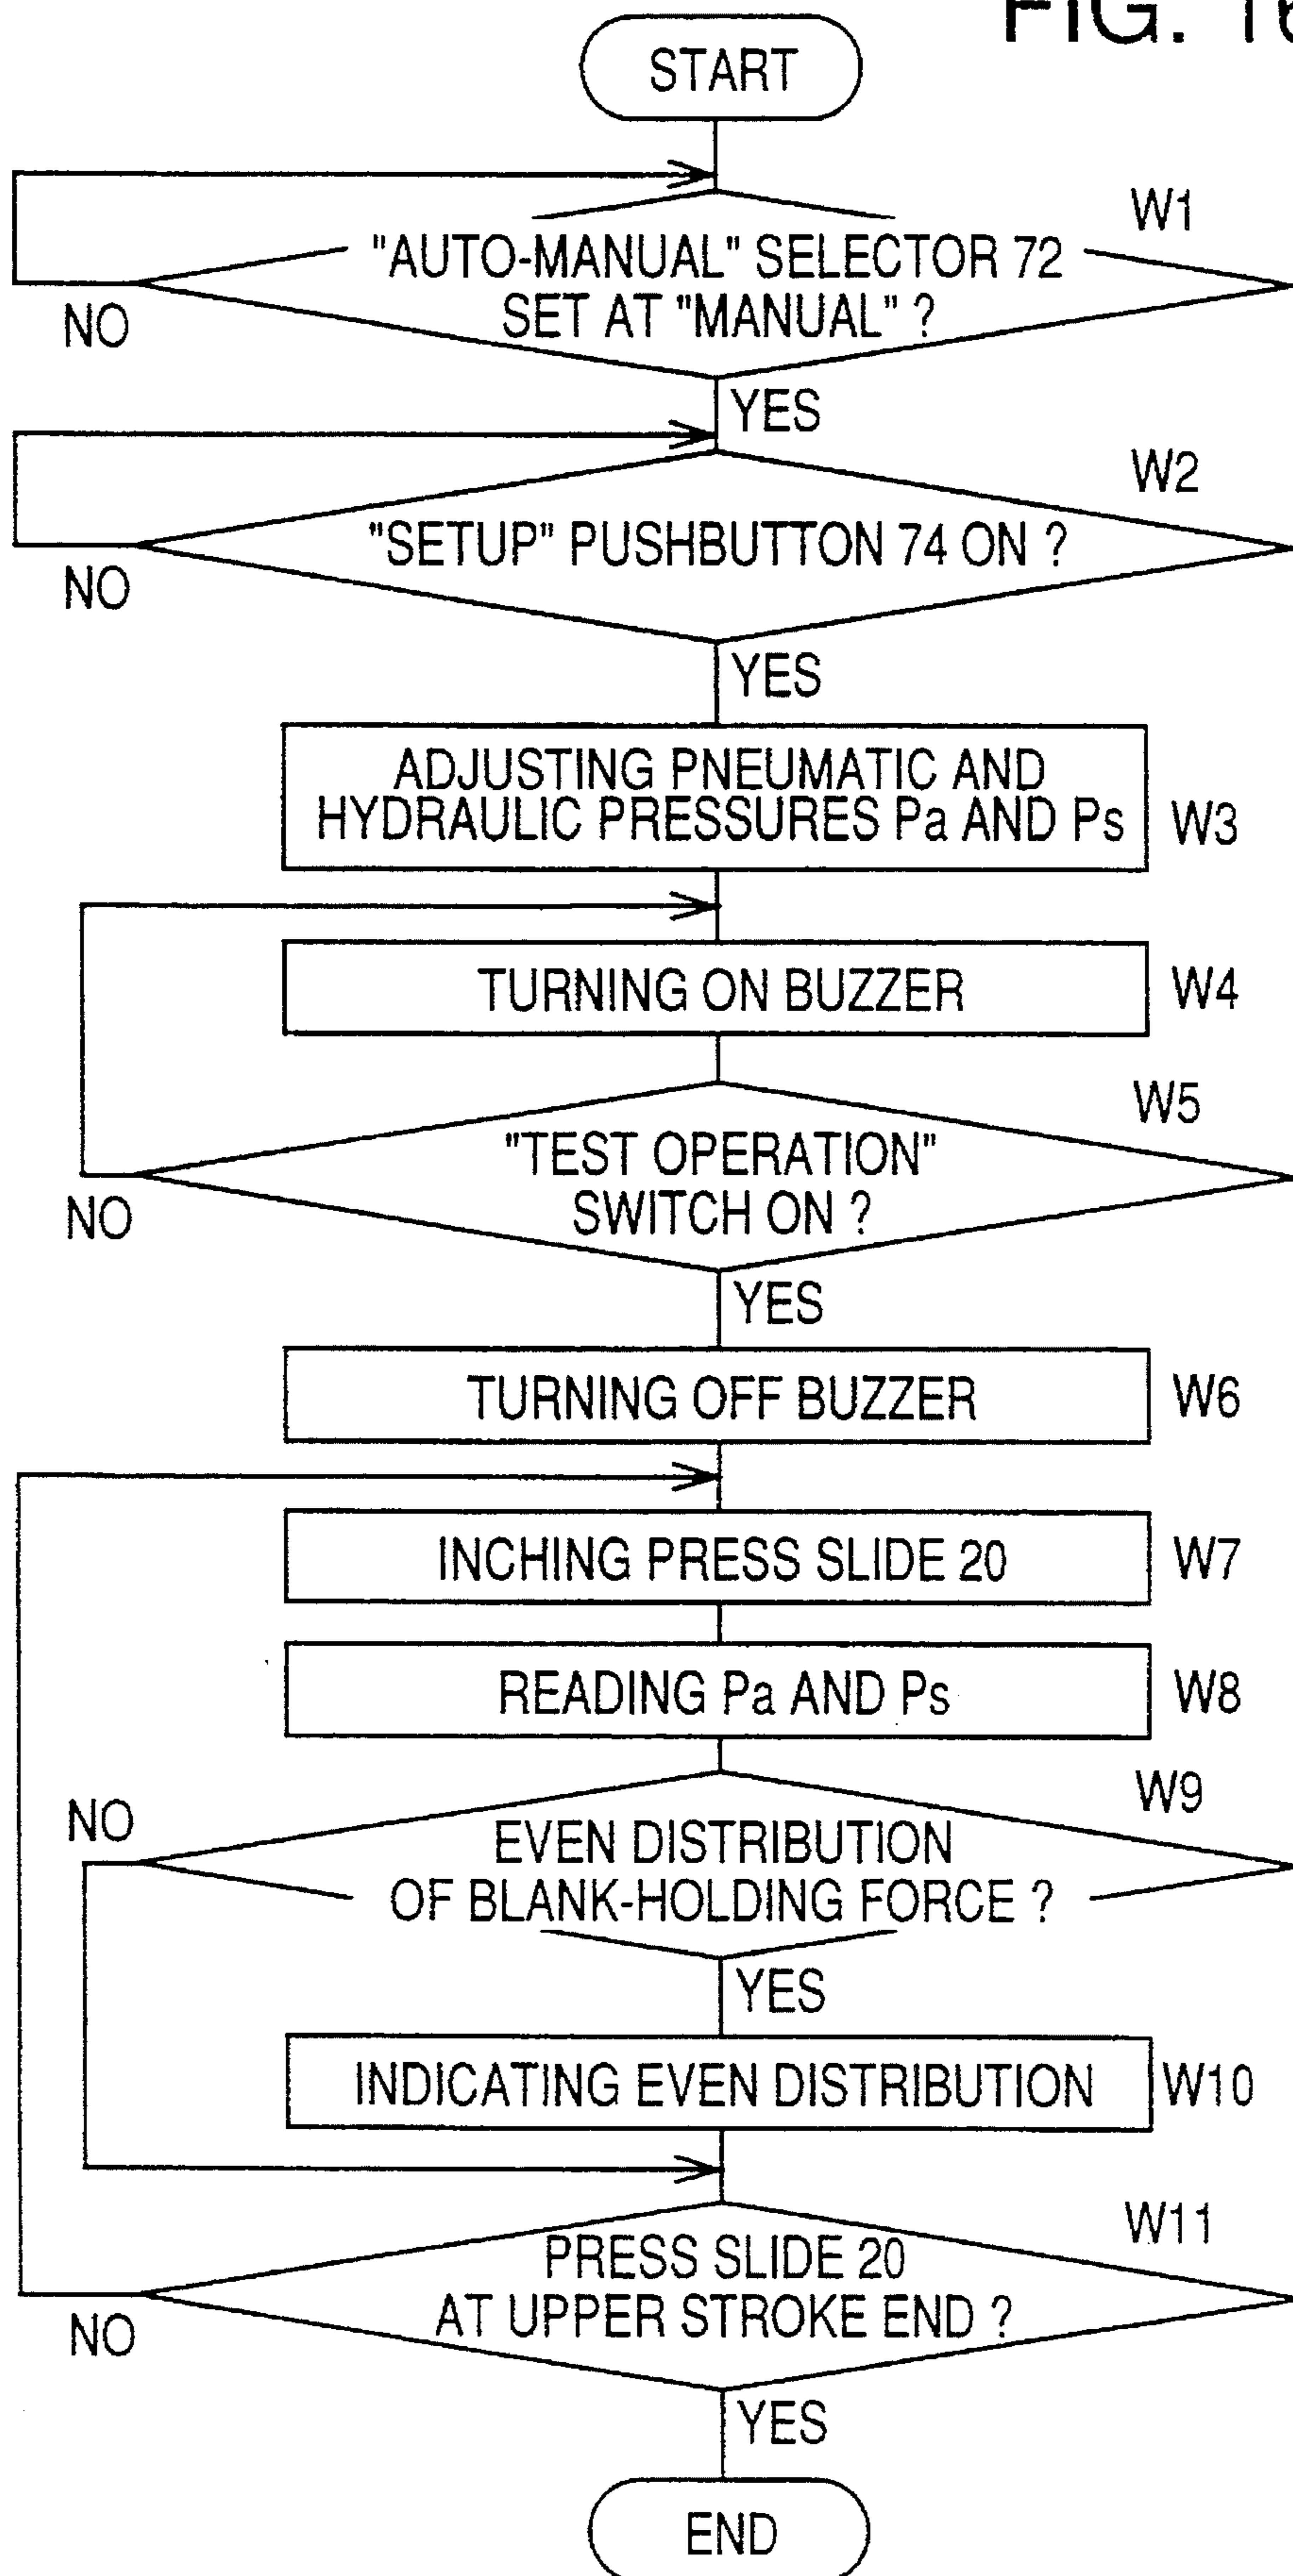 FIG. 16
START
W1
"AUTO-MANUAL" SELECTOR 72
SET AT "MANUAL" ?
NO
YES
W2
"SETUP" PUSHBUTTON 74 ON ?
NO
YES
ADJUSTING PNEUMATIC AND
HYDRAULIC PRESSURES Pa AND Ps
W3
TURNING ON BUZZER
W4
W5
"TEST OPERATION"
SWITCH ON ?
NO
YES
TURNING OFF BUZZER
W6
INCHING PRESS SLIDE 20
W7
READING Pa AND Ps
W8
W9
NO
EVEN DISTRIBUTION
OF BLANK-HOLDING FORCE ?
YES
INDICATING EVEN DISTRIBUTION
W10
W11
PRESS SLIDE 20
AT UPPER STROKE END ?
NO
YES
END